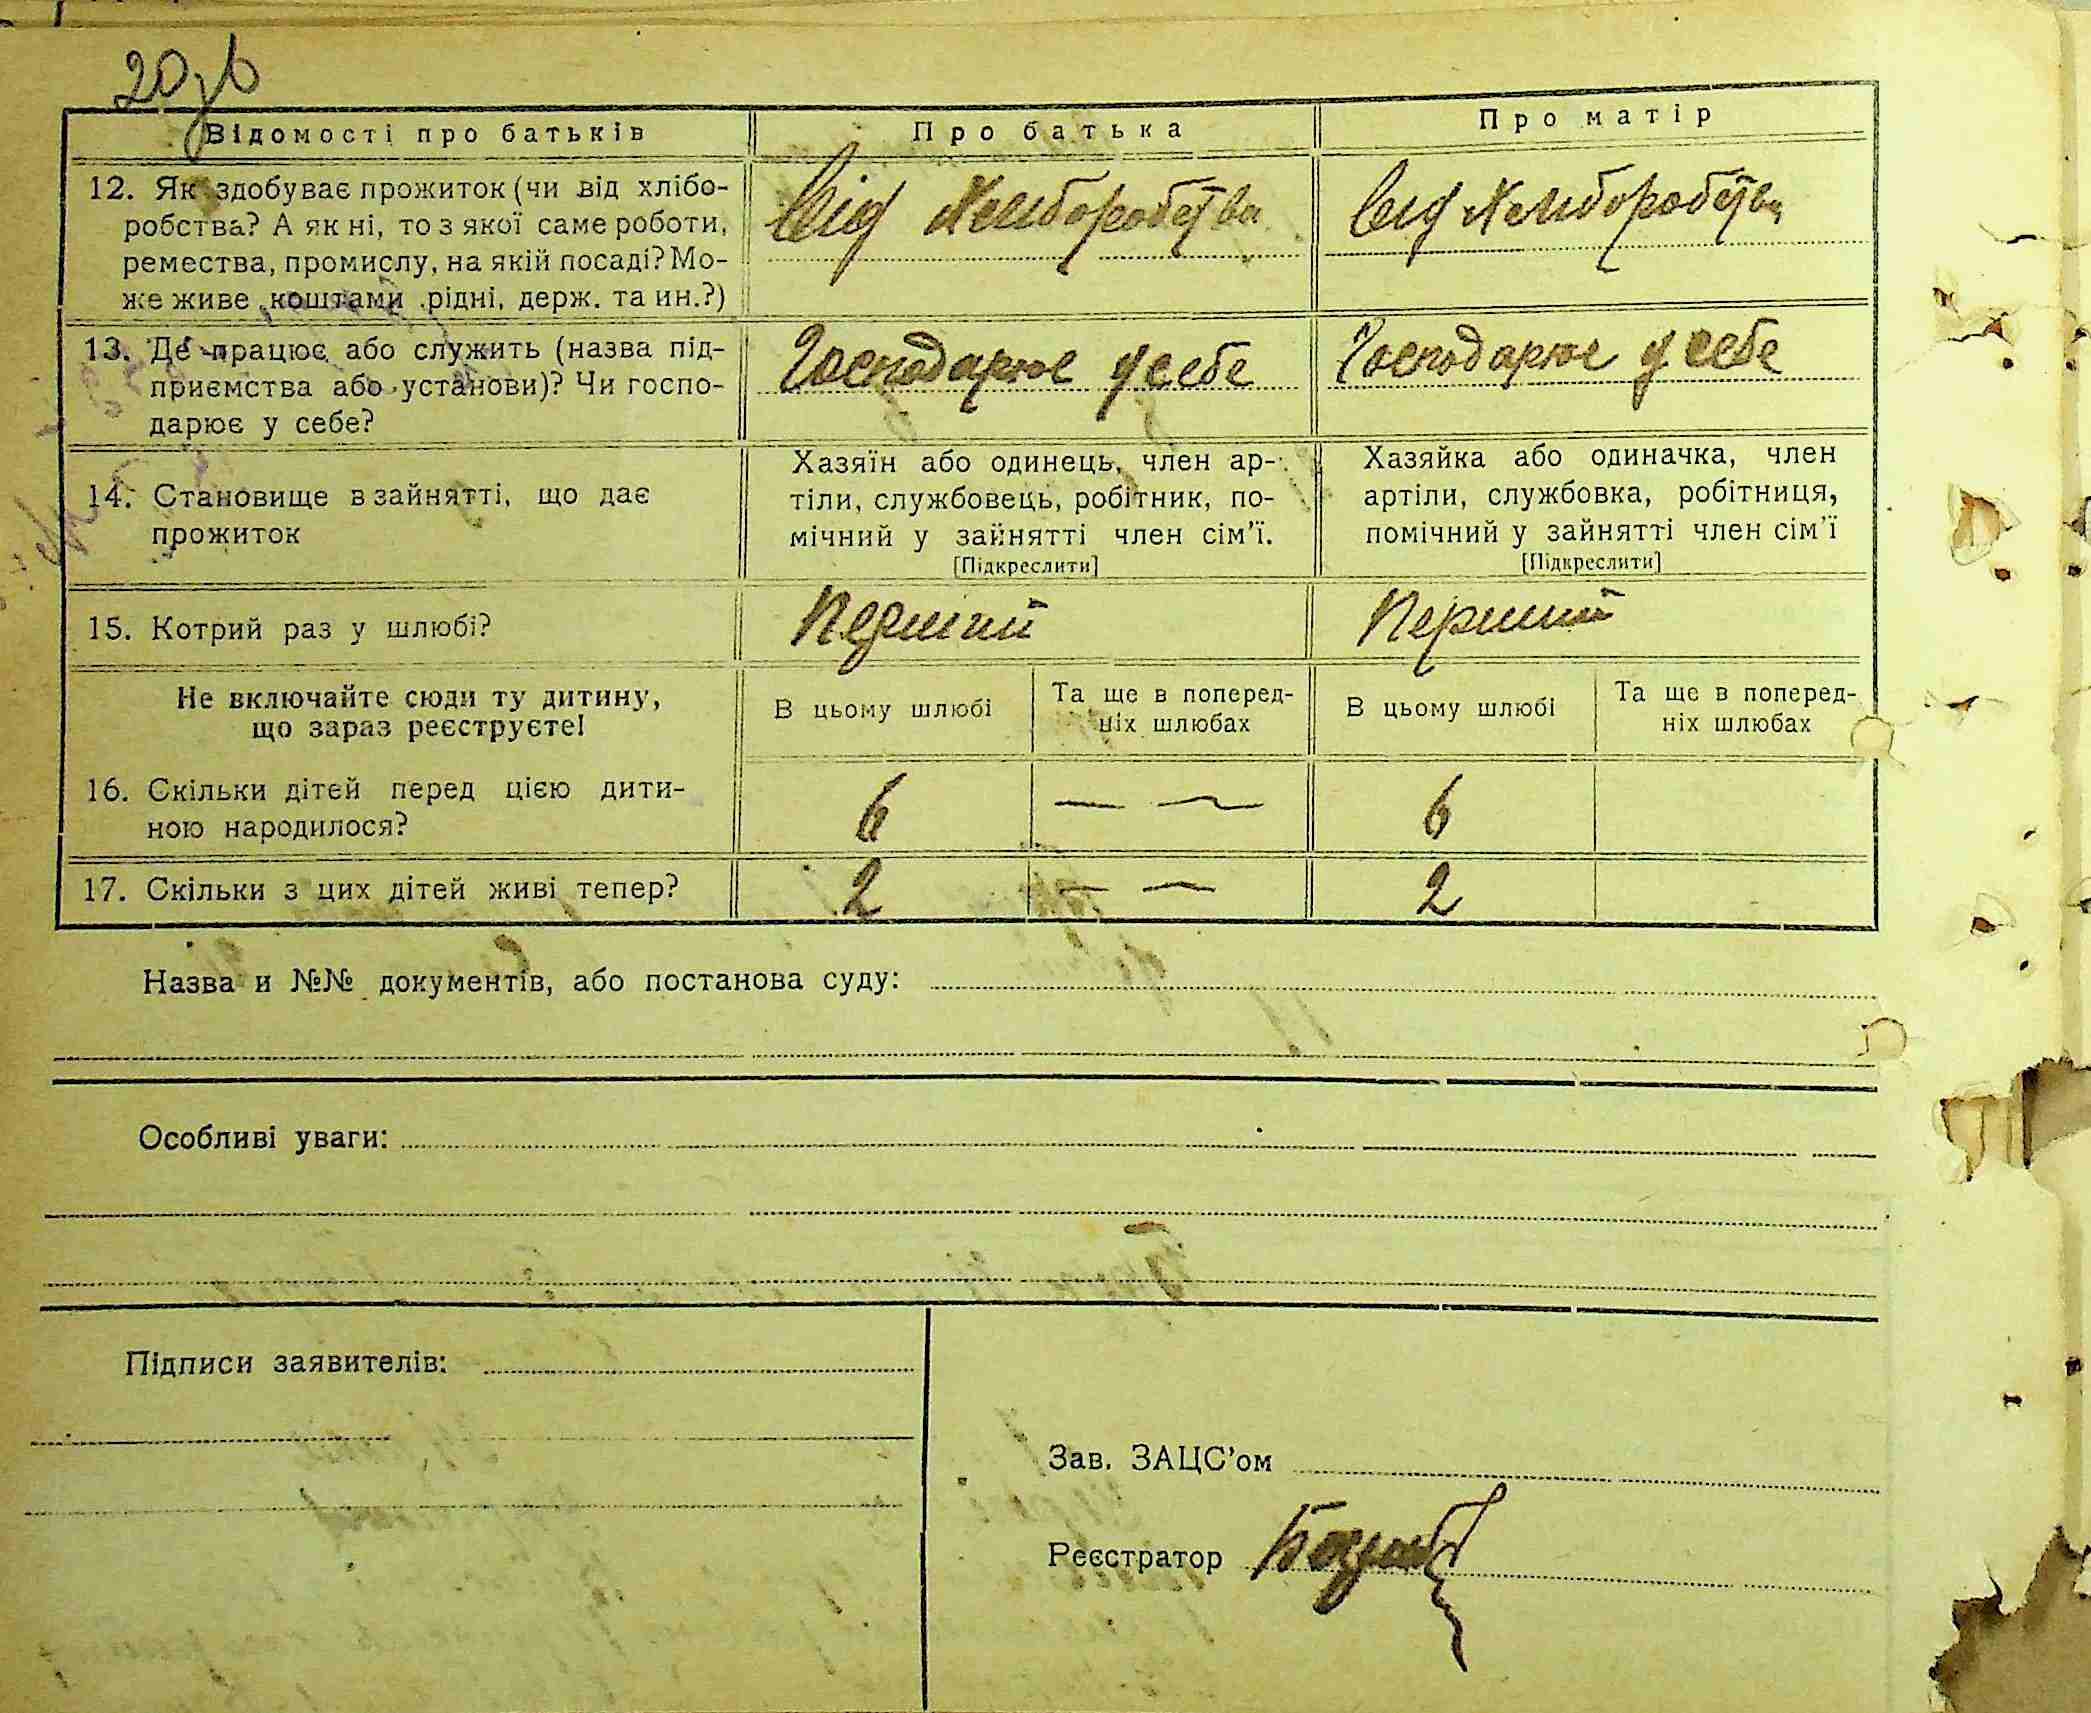 20зв
Відомості про батьків Про батька Про матір
12. Як здобуває прожиток (чи від хлібо-
робства? А як ні, то з якої саме роботи,
ремества, промислу, на якій посаді? Мо-
же живе коштами рідні, держ. та ин.?)
Від Хлиборобства Від Хлиборобства
13. Де працює або служить (назва під-
приємства або установи)? Чи госпо-
дарює у себе?
Господарює у себе Господарює у себе
14. Становище в зайнятті, що дає
прожиток
Хазяїн або одинець, член ар-
тіли, службовець, робітник, по-
мічний у зайнятті член сім'ї.
[Підкреслити]
Хазяйка або одиначка, член
артіли, службовка, робітниця,
помічний у зайнятті член сім'ї
[Підкреслити]
15. Котрий раз у шлюбі? Перший Перший
Не включайте сюди ту дитину,
що зараз реєструєте!
В цьому шлюбі Та ще в поперед-
ніх шлюбах
В цьому шлюбі Та ще в поперед-
ніх шлюбах
16. Скільки дітей перед цією дити-
ною народилося?
6 — — 6
17. Скільки з цих дітей живі тепер? 2 — — 2
Назва и №№ документів, або постанова суду:
Особливі уваги:
Підписи заявителів:
Зав. ЗАЦС'ом
Реєстратор